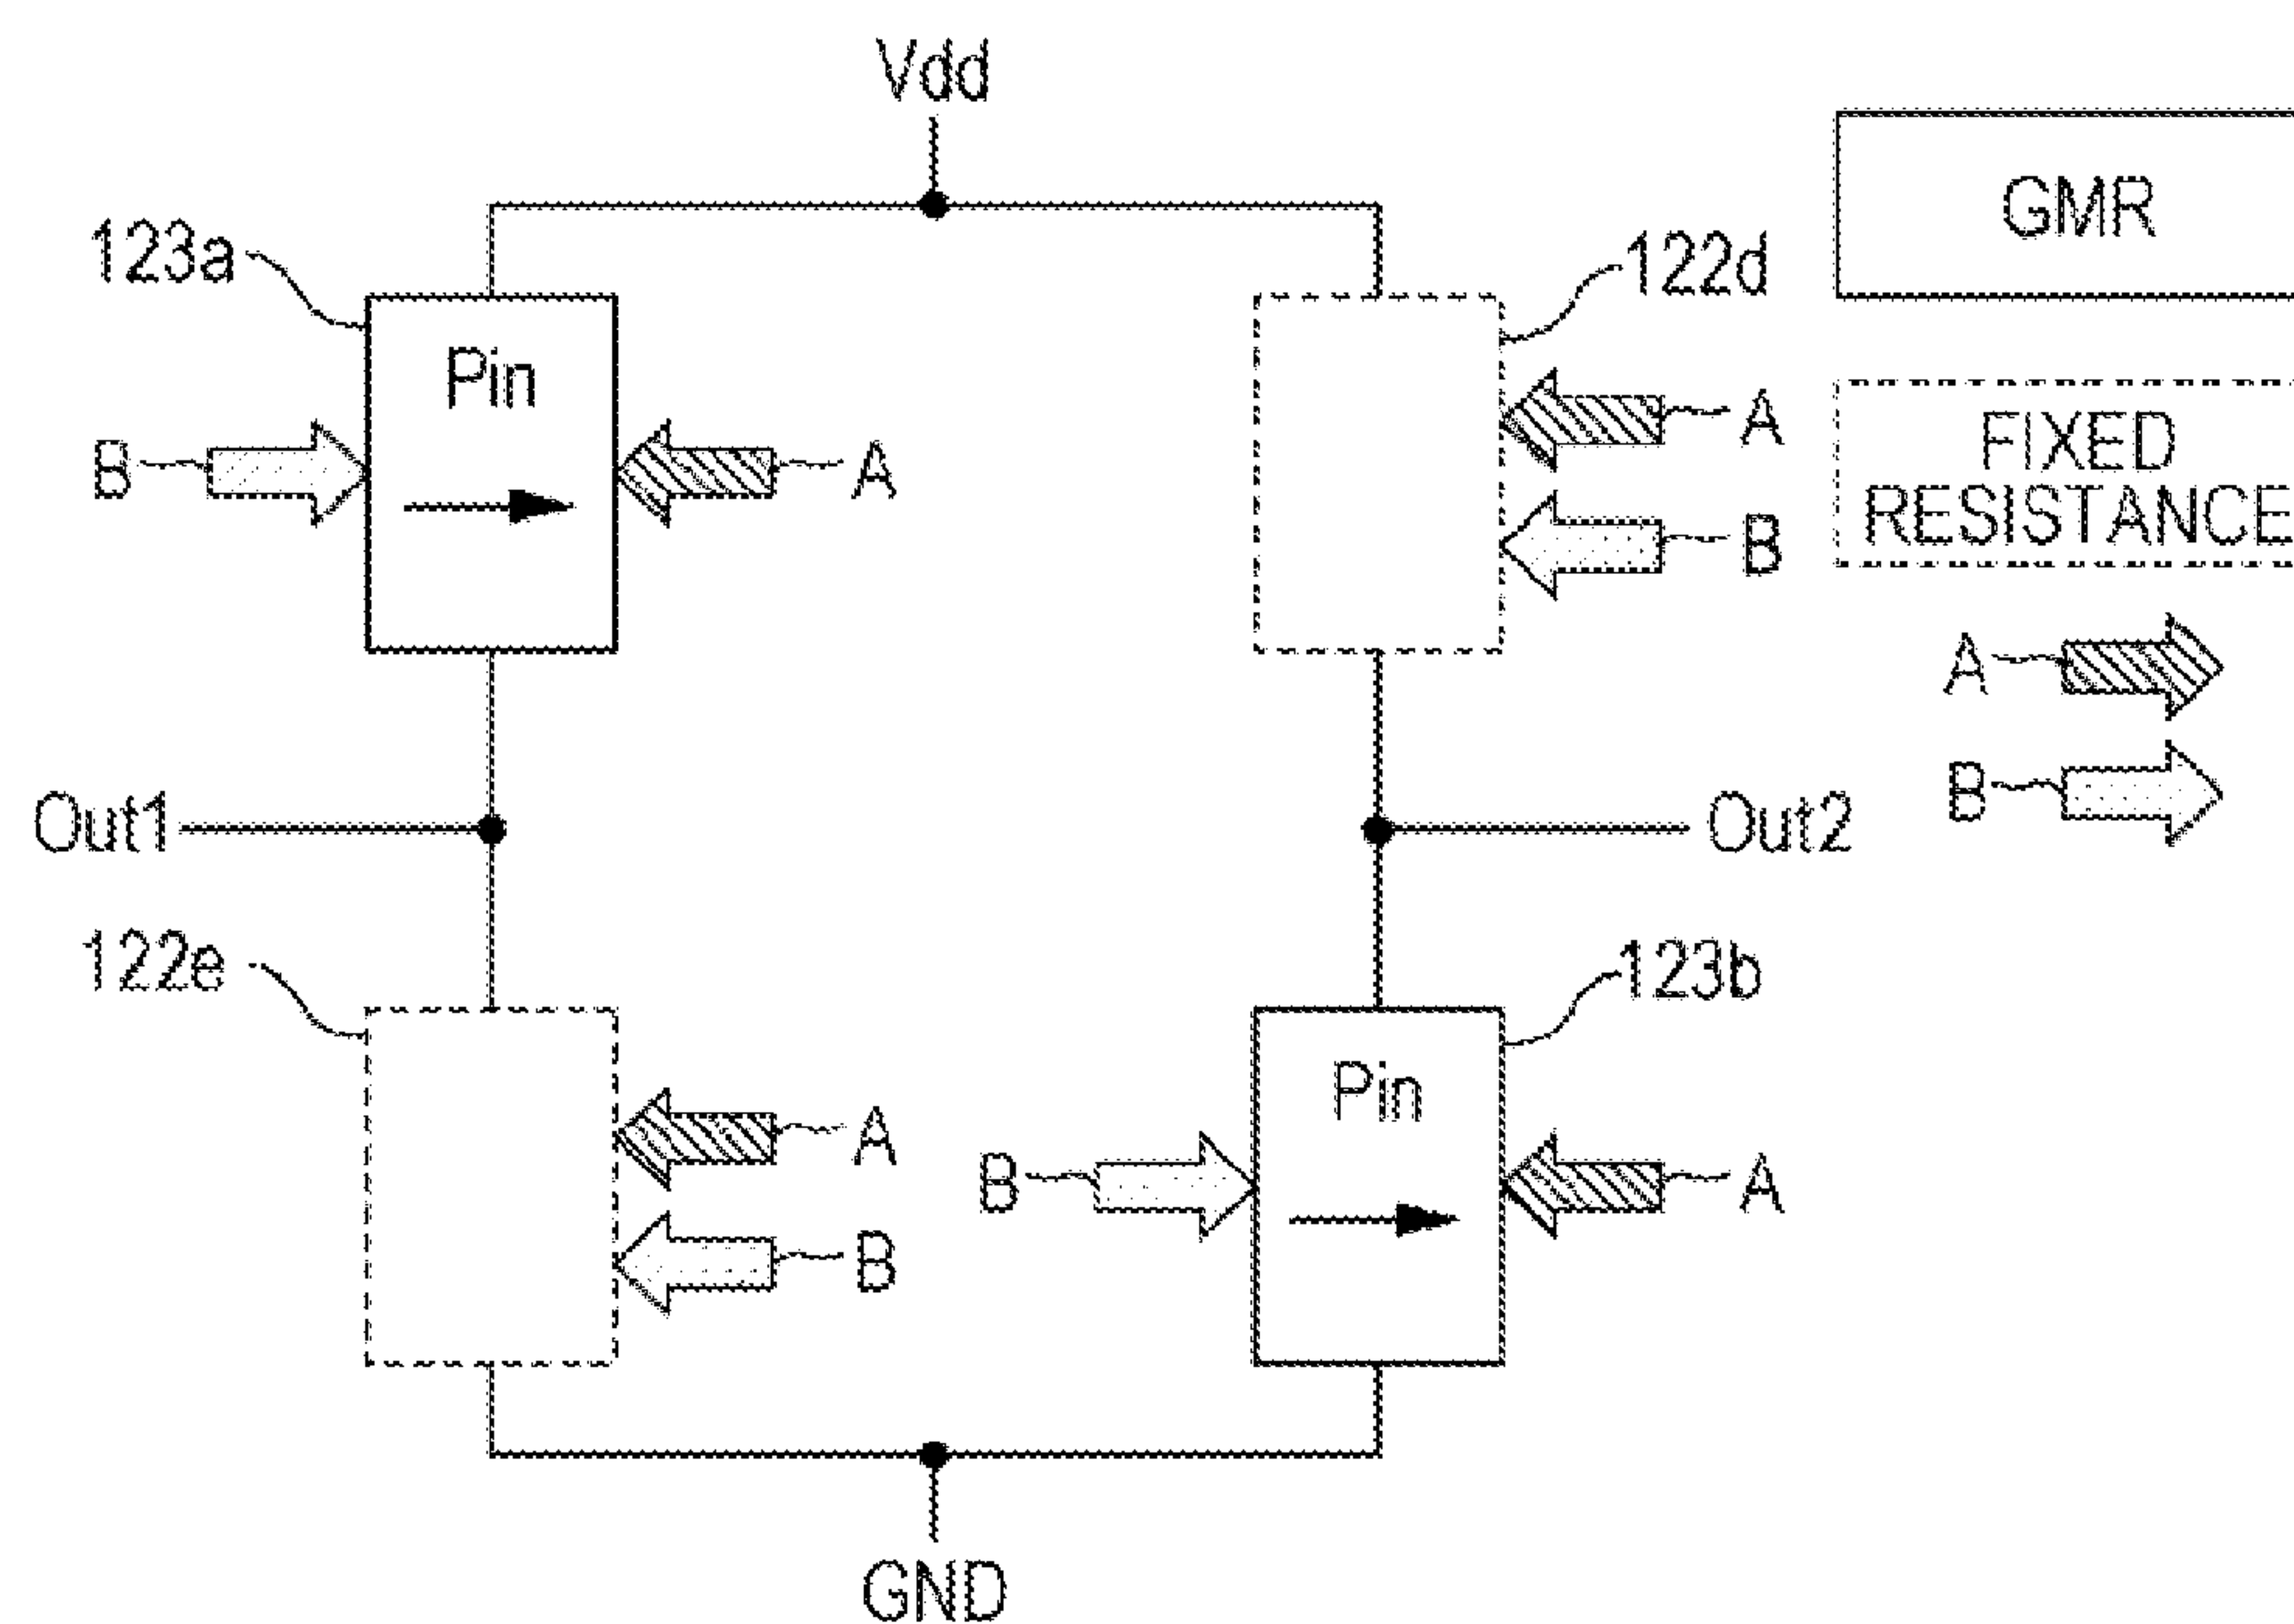 Vdd
GMR
123a
122d
Pin
A
FIXED
RESISTANCE
B
A
B
A
B
Out1
Out2
122e
123b
Pin
A
B
A
B
GND